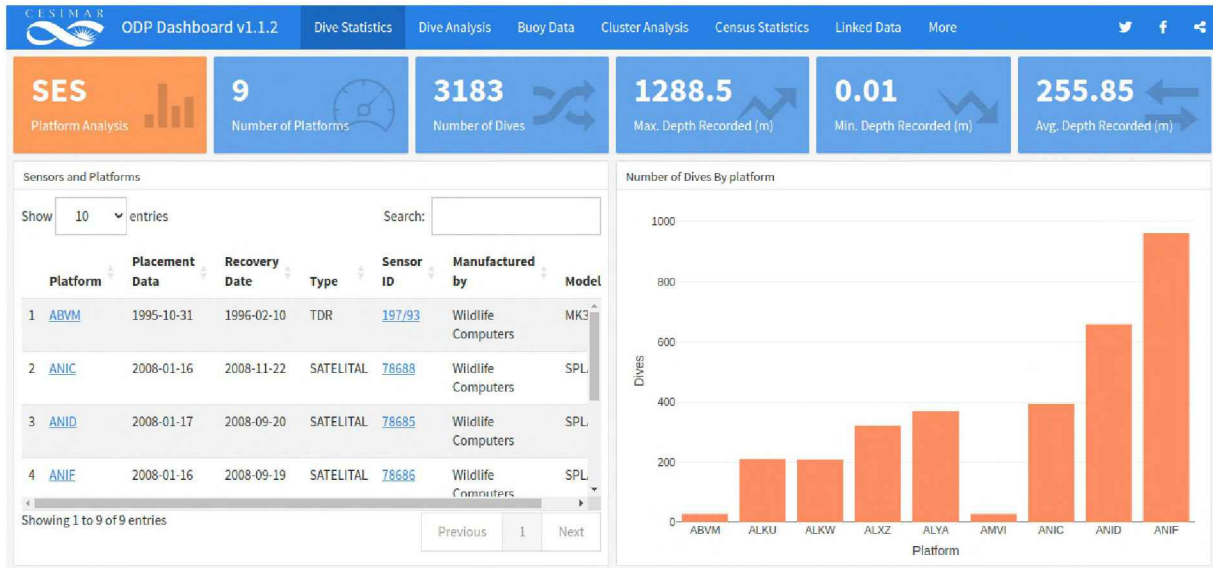 CESIMAR
ODP Dashboard v1.1.2 Dive Statistics Dive Analysis Buoy Data Cluster Analysis Census Statistics Linked Data More
SES 9 3183 1288.5 0.01 255.85
Platform Analysis Number of Platforms Number of Dives Max. Depth Recorded (m) Min. Depth Recorded (m) Avg. Depth Recorded (m)
Sensors and Platforms
Show 10 entries Search:
Platform Placement Data Recovery Date Type Sensor ID Manufactured by Model
1 ABVM 1995-10-31 1996-02-10 TDR 197/93 Wildlife Computers MK3
2 ANIC 2008-01-16 2008-11-22 SATELITAL 78688 Wildlife Computers SPL
3 ANID 2008-01-17 2008-09-20 SATELITAL 78685 Wildlife Computers SPL
4 ANIF 2008-01-16 2008-09-19 SATELITAL 78686 Wildlife Computers SPL
Showing 1 to 9 of 9 entries
Previous 1 Next
Number of Dives By platform
1000
800
600
400
200
0
Dives
ABVM ALKU ALKW ALXZ ALYA AMVI ANIC ANID ANIF
Platform